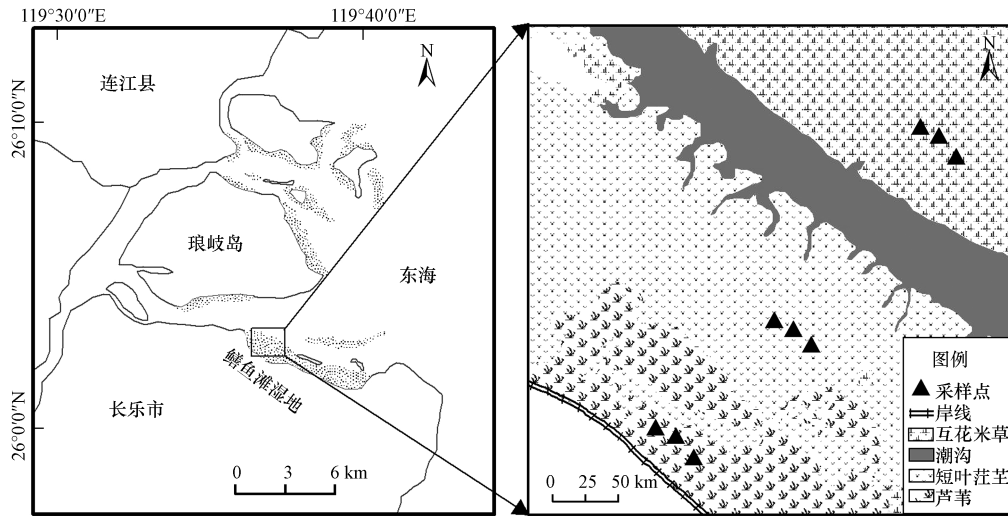 119°30′0″E
119°40′0″E
N
连江县
26°10′0″N
琅岐岛
东海
鳝鱼滩湿地
长乐市
26°0′0″N
0 3 6 km
N
图例
采样点
岸线
互花米草
潮沟
短叶茳芏
芦苇
0 25 50 km